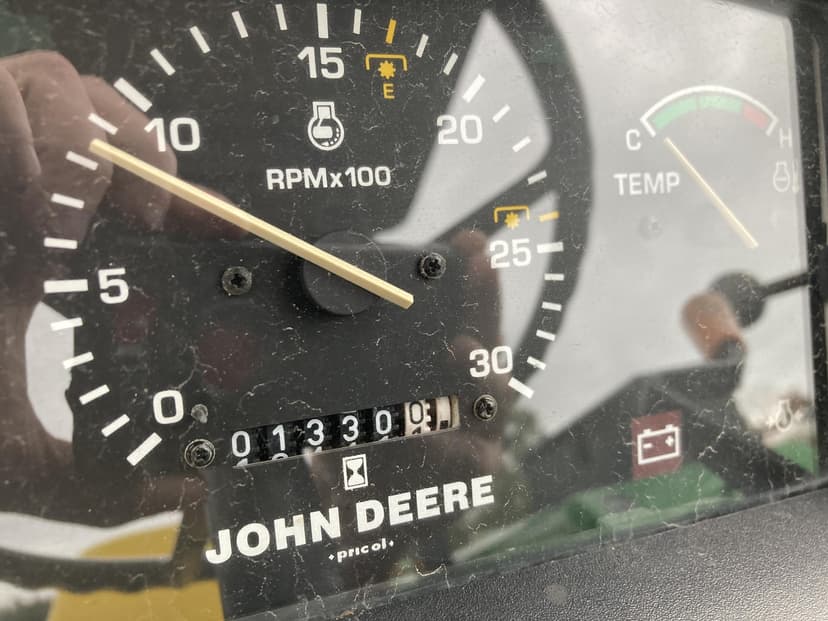 15
E
10
20
RPMx100
C
H
TEMP
25
5
30
0
013300
JOHN DEERE
pricol